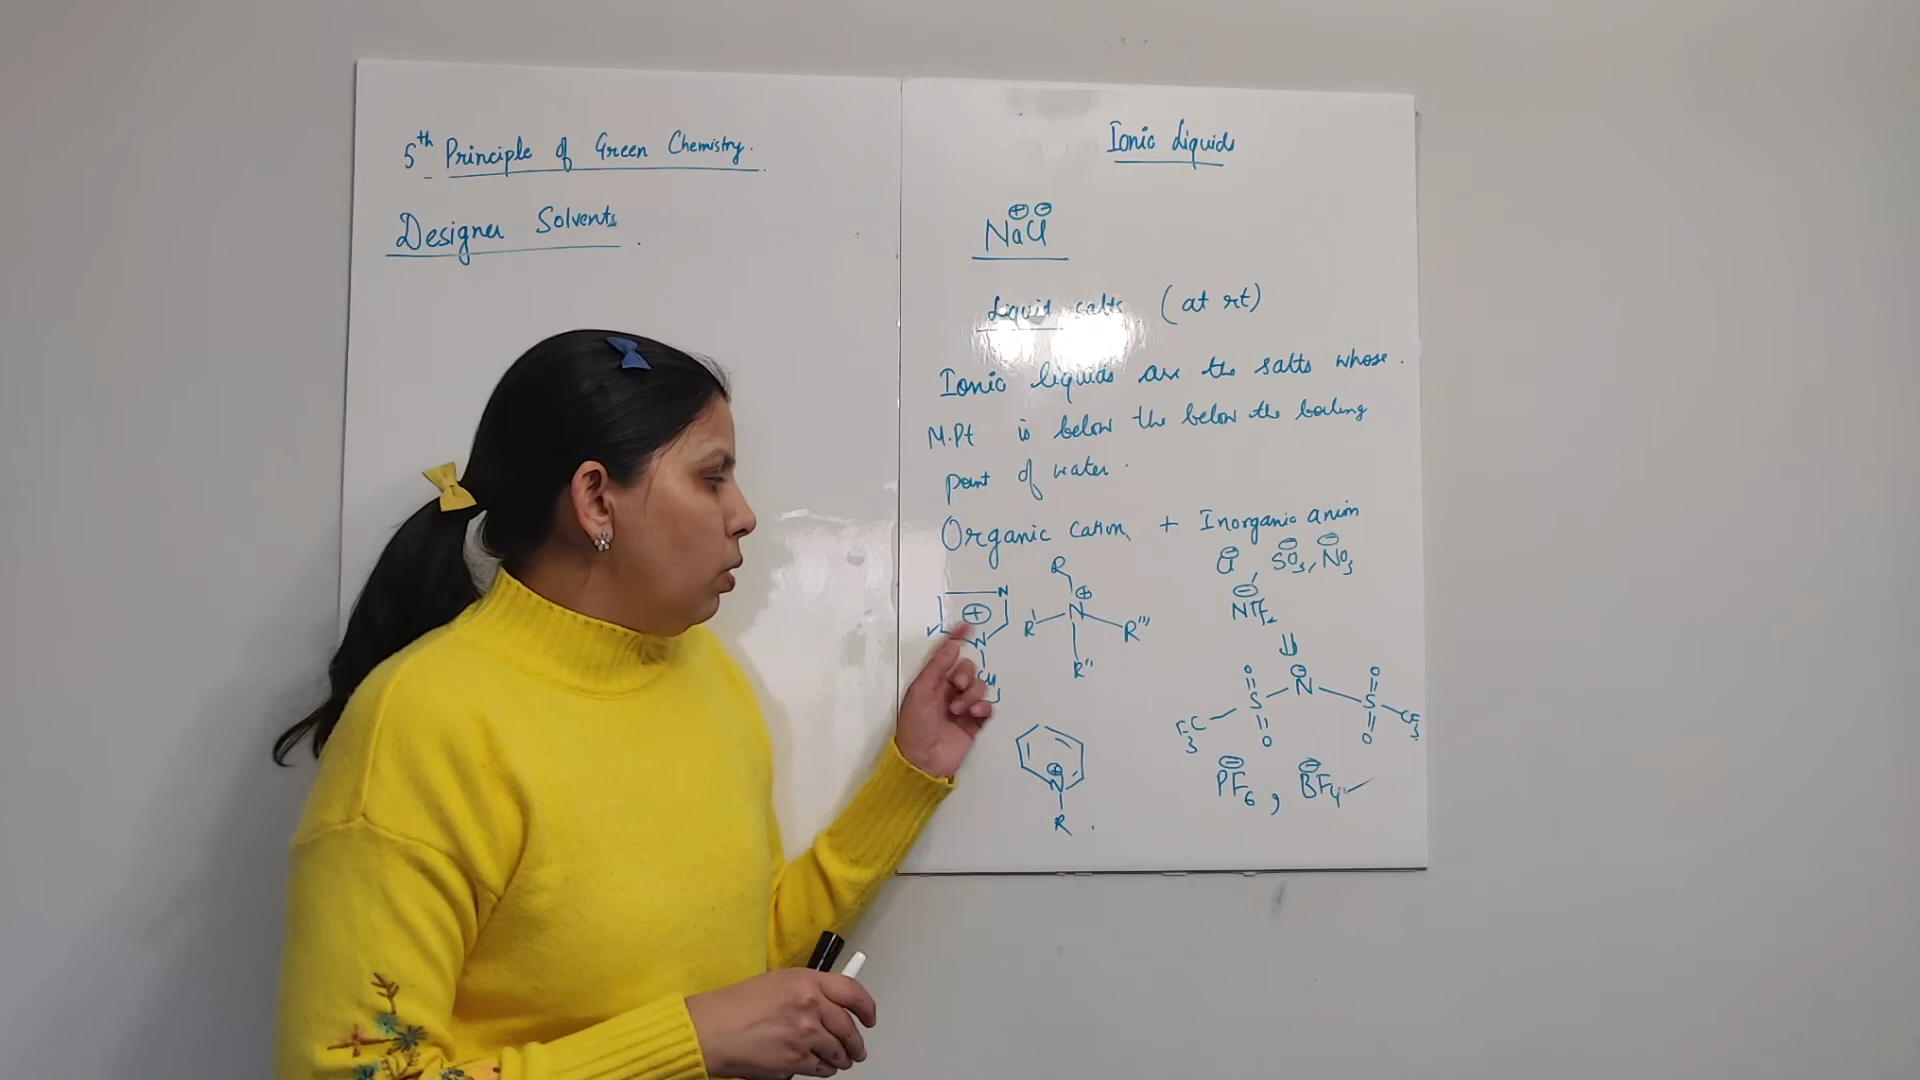 5th Principle of Green Chemistry.
Designer Solvents.
Ionic Liquids
⊕ ⊖
NaCl
Liquid salts (at rt)
Ionic liquids are the salts whose
M.Pt is below the below the boiling
point of water.
Organic cation + Inorganic anion
⊖ ⊖ ⊖
Cl, SO3, NO3
⊖
NTf2
⇓
R
⊕
N
R' R'''
R''
N
⊕
N
CH3
O ⊖ O
N
S S
F3C CF3
O O
⊕
N
R
⊖ ⊖
PF6, BF4